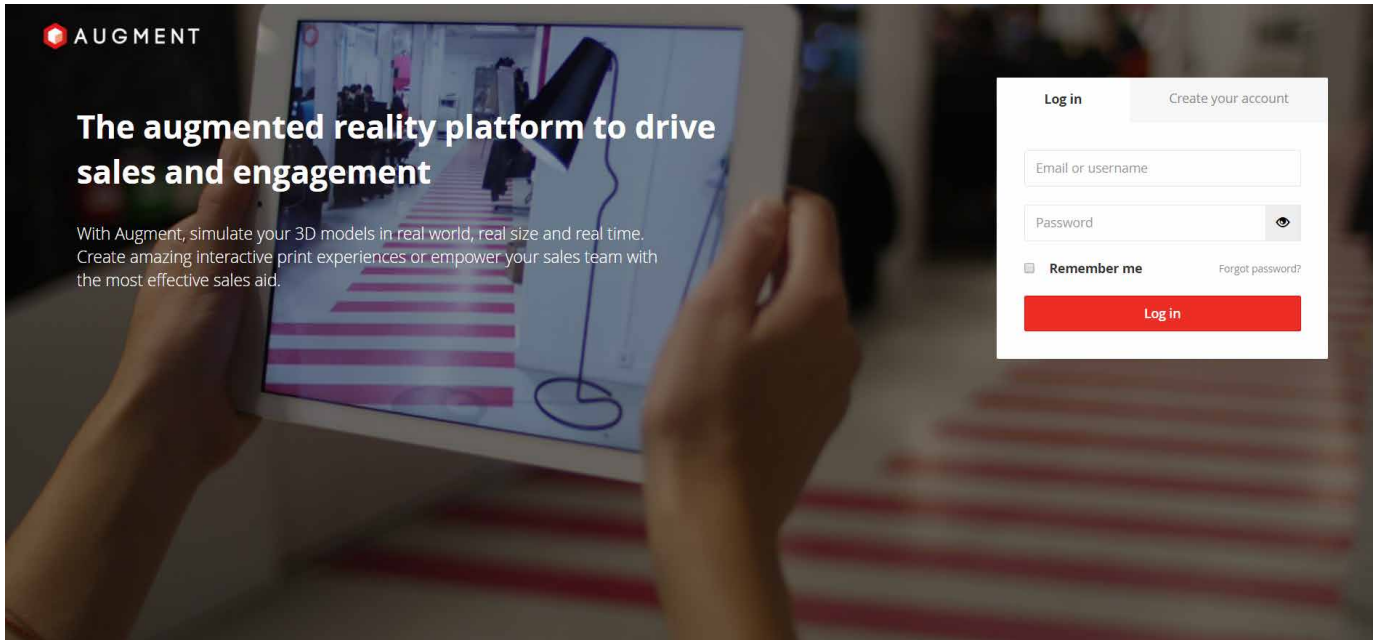 AUGMENT
The augmented reality platform to drive
sales and engagement
With Augment, simulate your 3D models in real world, real size and real time.
Create amazing interactive print experiences or empower your sales team with
the most effective sales aid.
Log in
Create your account
Email or username
Password
Remember me
Forgot password?
Log in